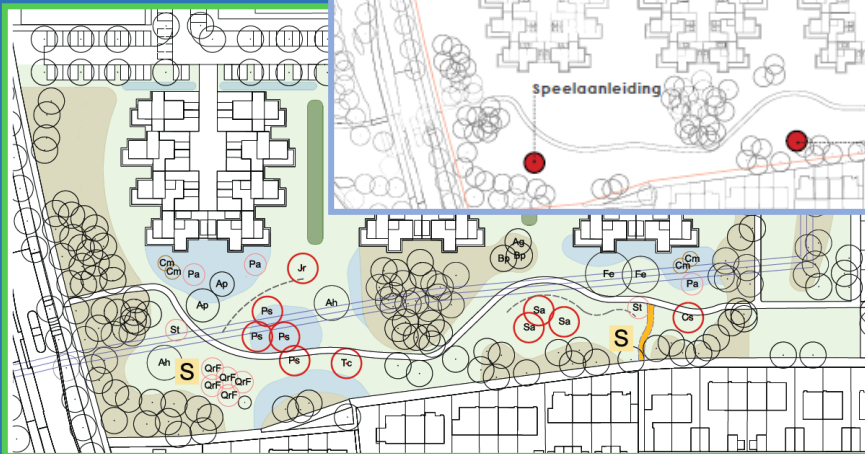 Speelaanleiding
Ag
Bp
Bp
Cm
Cm
Pa
Pa
Jr
Ap
Ap
Ah
Fe
Fe
Cm
Cm
Pa
Ps
Ps
Ps
Ps
St
Sa
Sa
Sa
St
Cs
S
Ah
S
Tc
QrF
QrF
QrF
QrF
QrF